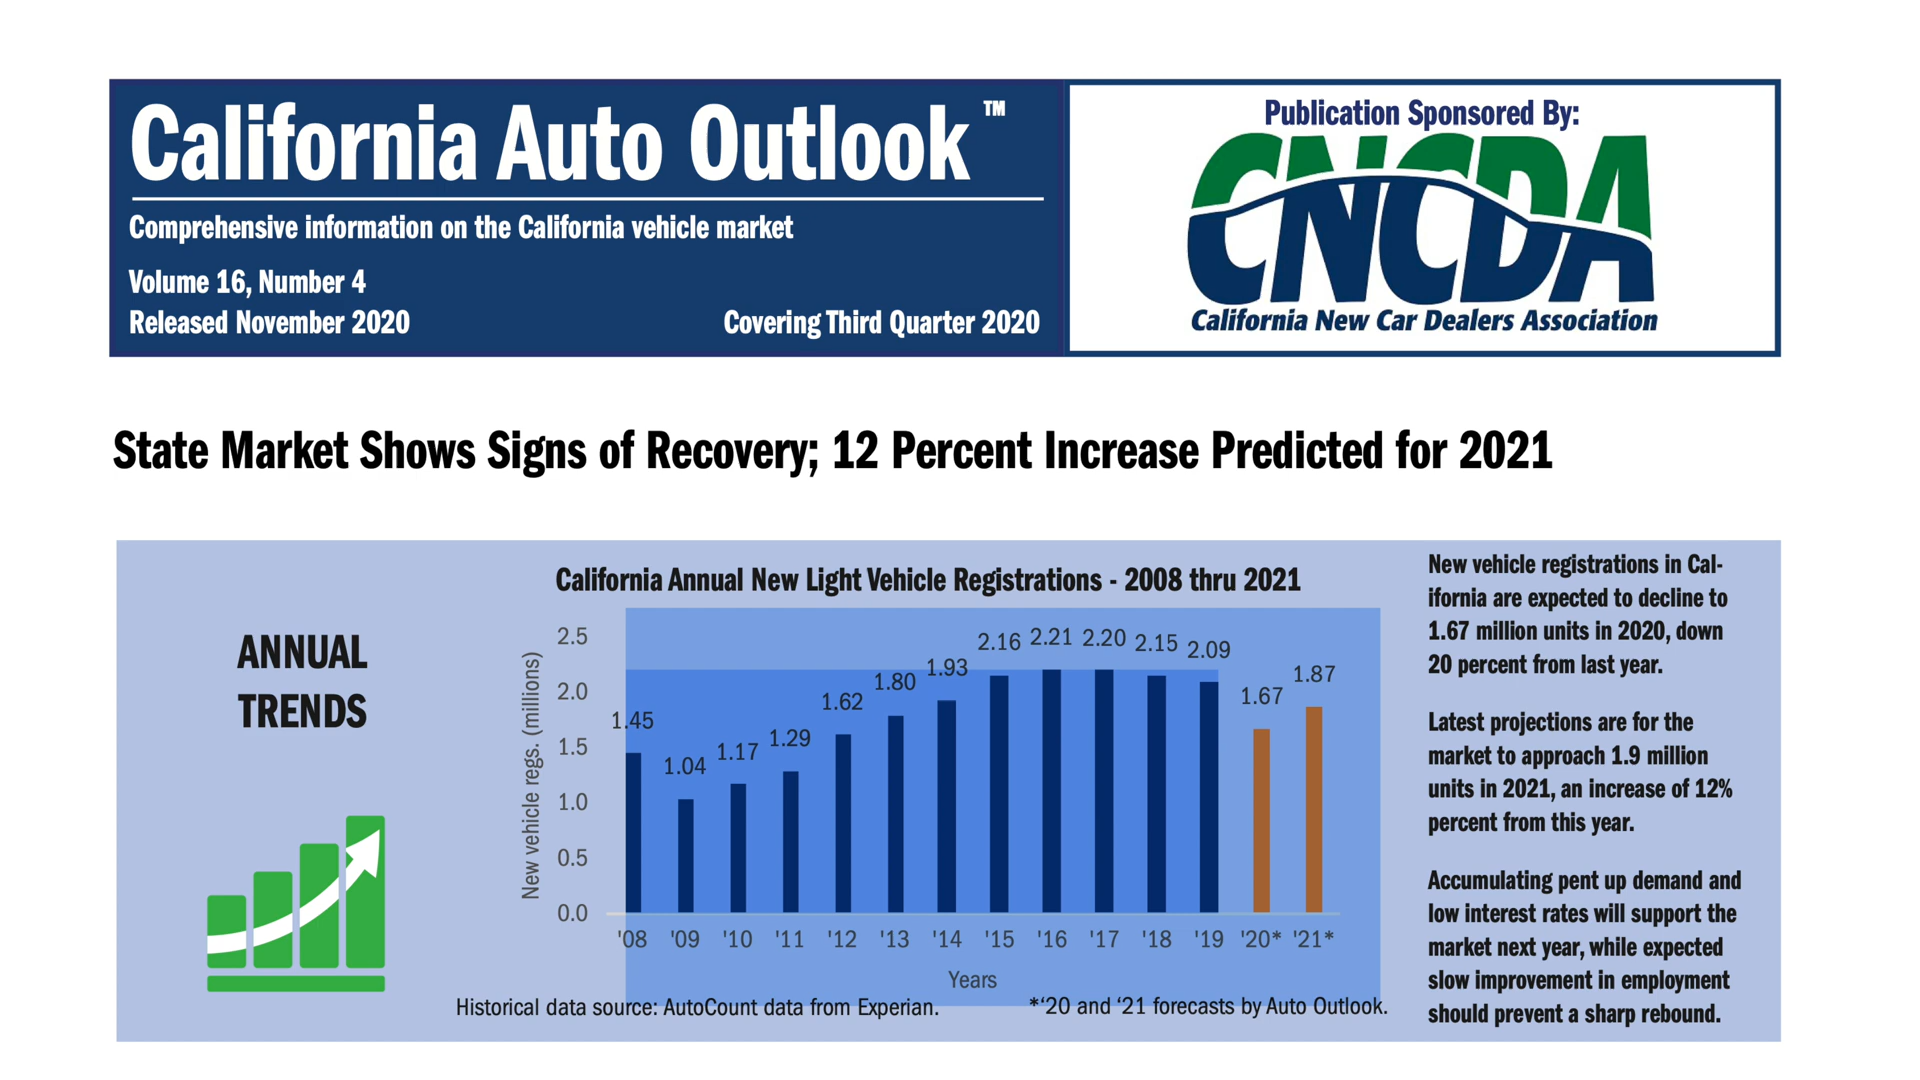 California Auto Outlook™
Comprehensive information on the California vehicle market
Volume 16, Number 4
Released November 2020
Covering Third Quarter 2020
Publication Sponsored By:
CNCDA
California New Car Dealers Association
State Market Shows Signs of Recovery; 12 Percent Increase Predicted for 2021
ANNUAL
TRENDS
California Annual New Light Vehicle Registrations - 2008 thru 2021
New vehicle regs. (millions)
2.5
2.0
1.5
1.0
0.5
0.0
1.45
1.04
1.17
1.29
1.62
1.80
1.93
2.16
2.21
2.20
2.15
2.09
1.67
1.87
'08 '09 '10 '11 '12 '13 '14 '15 '16 '17 '18 '19 '20* '21*
Years
Historical data source: AutoCount data from Experian.
*‘20 and ‘21 forecasts by Auto Outlook.
New vehicle registrations in Cal-
ifornia are expected to decline to
1.67 million units in 2020, down
20 percent from last year.
Latest projections are for the
market to approach 1.9 million
units in 2021, an increase of 12%
percent from this year.
Accumulating pent up demand and
low interest rates will support the
market next year, while expected
slow improvement in employment
should prevent a sharp rebound.